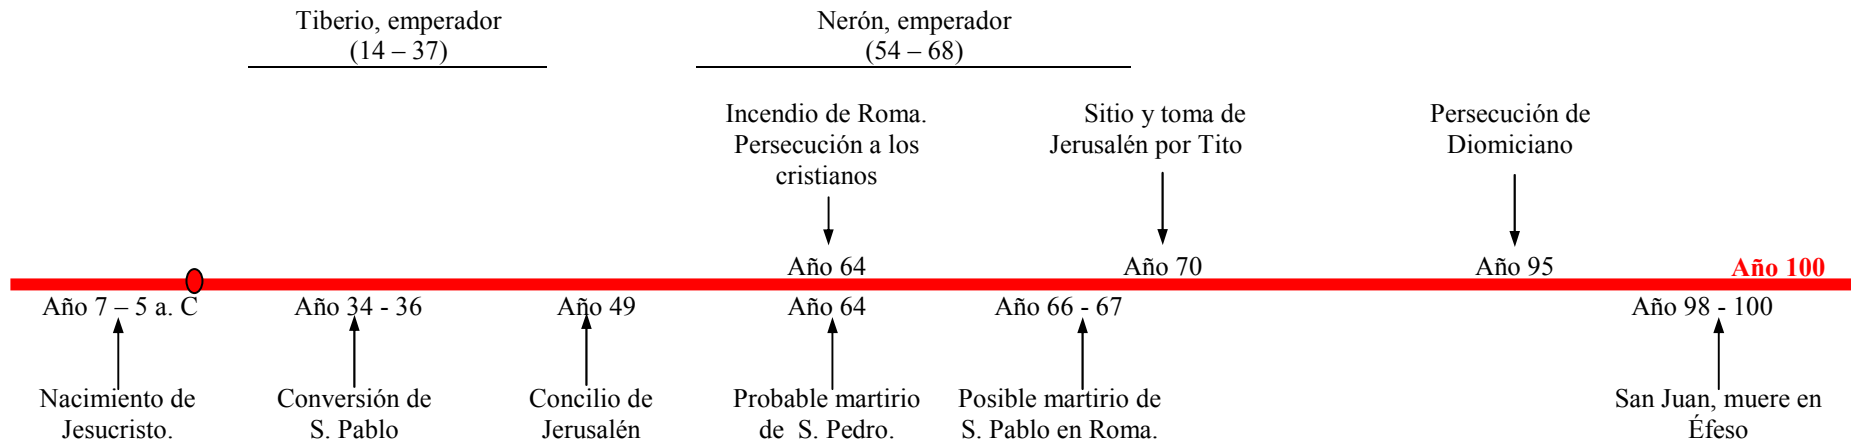 Tiberio, emperador
(14 – 37)
Nerón, emperador
(54 – 68)
Incendio de Roma.
Persecución a los
cristianos
Sitio y toma de
Jerusalén por Tito
Persecución de
Diomiciano
Año 64
Año 70
Año 95
Año 100
Año 7 – 5 a. C
Año 34 - 36
Año 49
Año 64
Año 66 - 67
Año 98 - 100
Nacimiento de
Jesucristo.
Conversión de
S. Pablo
Concilio de
Jerusalén
Probable martirio
de S. Pedro.
Posible martirio de
S. Pablo en Roma.
San Juan, muere en
Éfeso